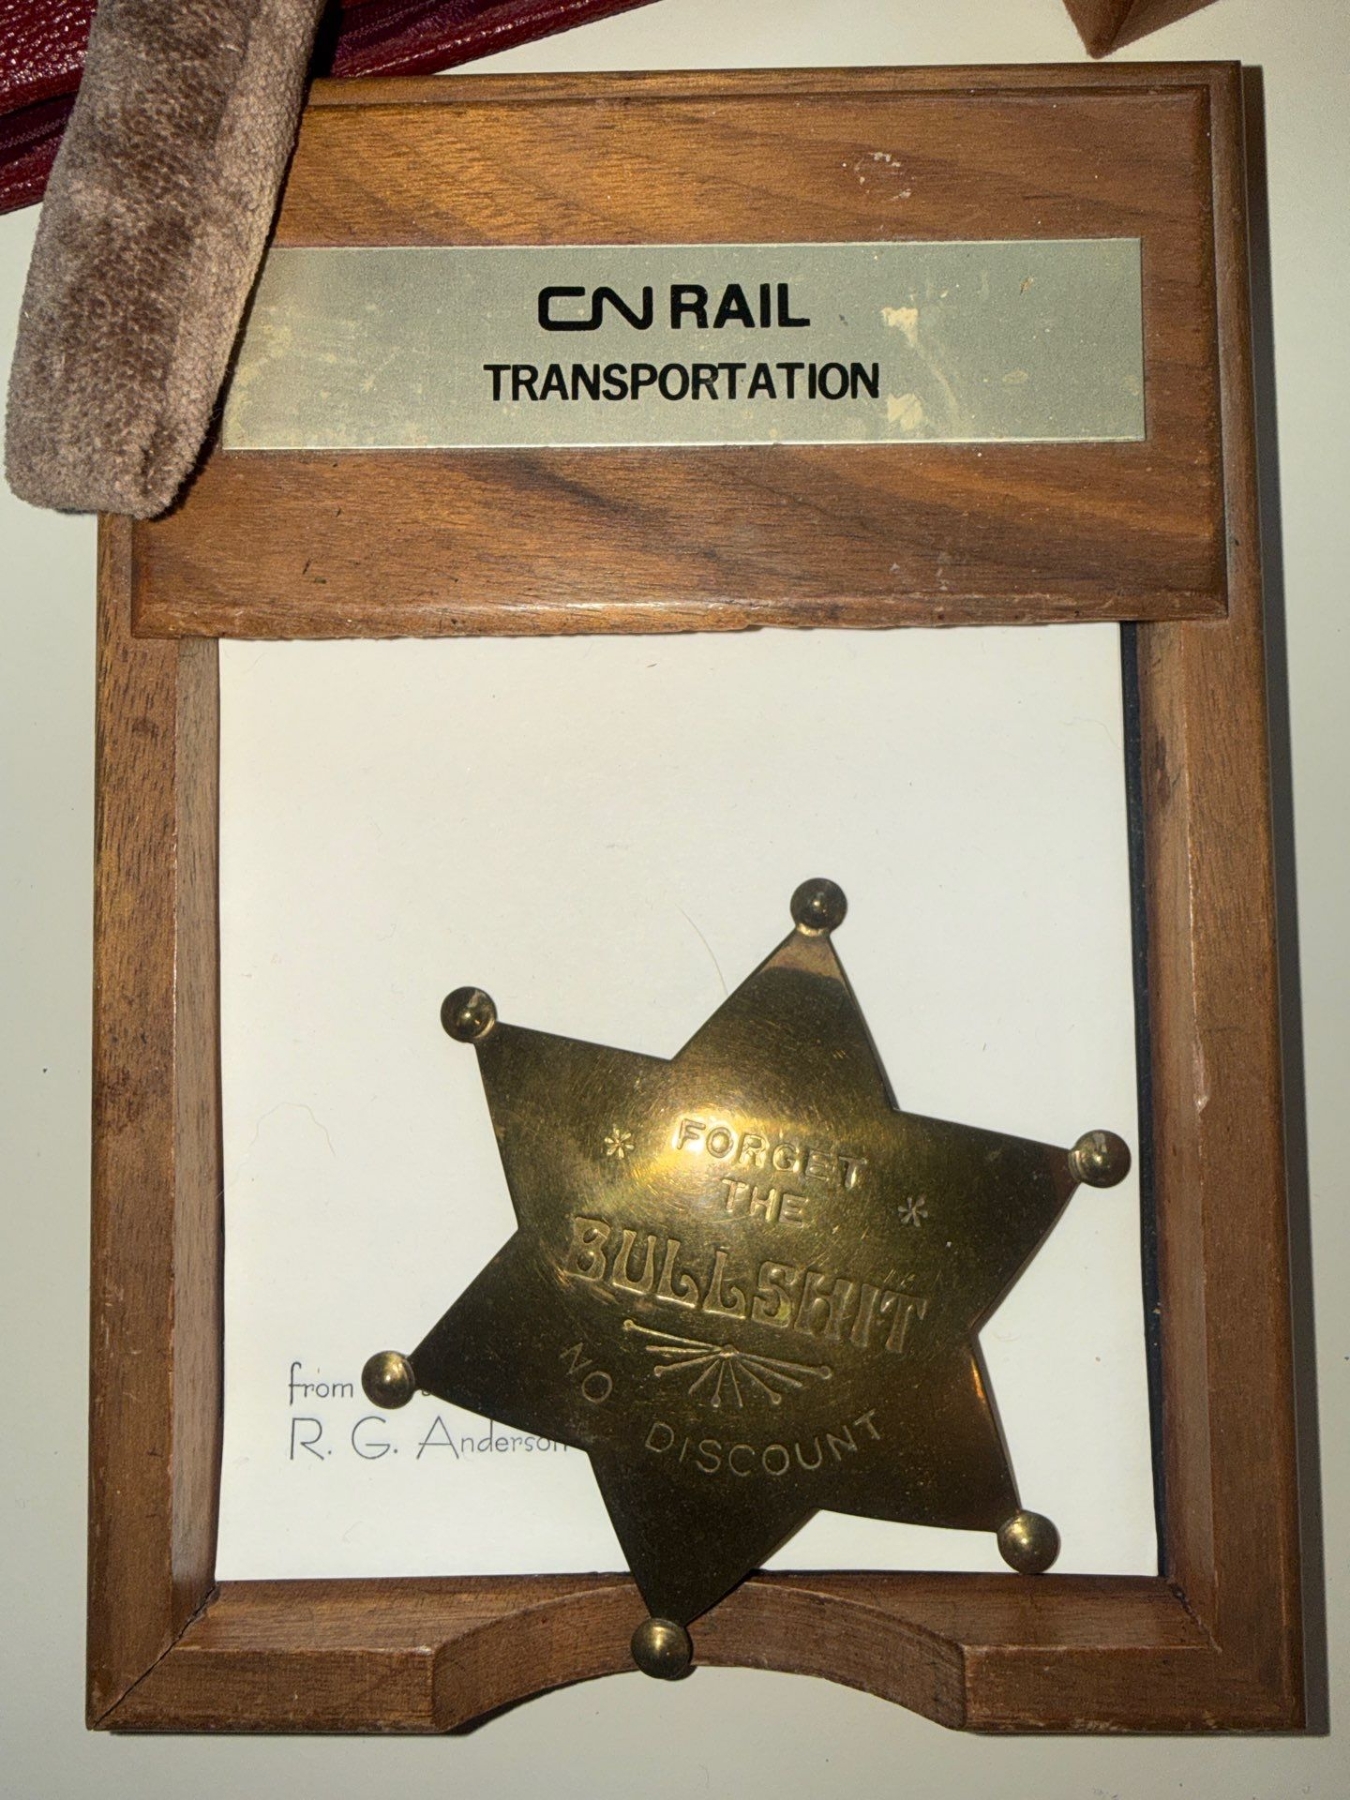 CN RAIL
TRANSPORTATION
FORGET
THE
BULLSHIT
NO DISCOUNT
from
R. G. Anderson